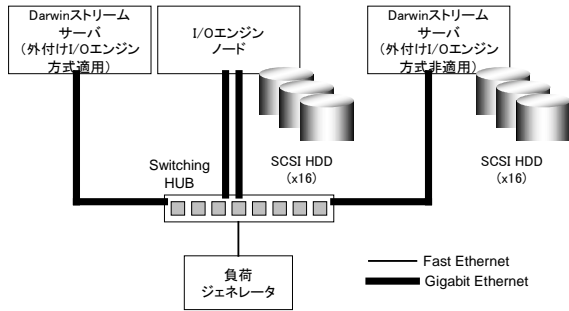 Darwinストリーム
サーバ
（外付けI/Oエンジン
方式適用）
I/Oエンジン
ノード
Darwinストリーム
サーバ
（外付けI/Oエンジン
方式非適用）
SCSI HDD
（x16）
SCSI HDD
（x16）
Switching
HUB
負荷
ジェネレータ
Fast Ethernet
Gigabit Ethernet